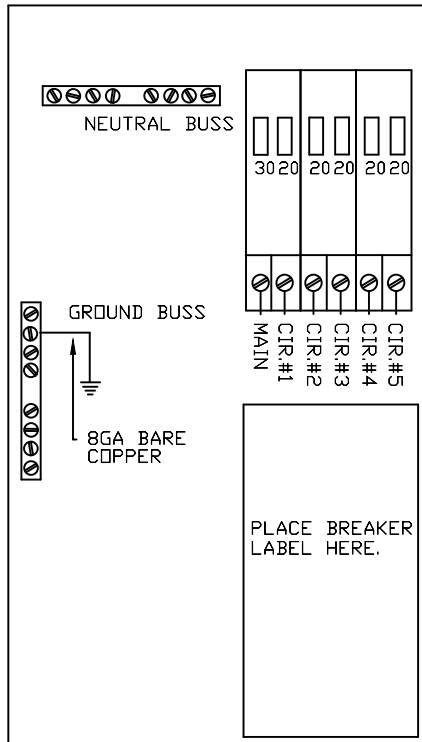 NEUTRAL BUSS
30 20 20 20 20 20
GROUND BUSS
MAIN
CIR.#1
CIR.#2
CIR.#3
CIR.#4
CIR.#5
8GA BARE
COPPER
PLACE BREAKER
LABEL HERE.